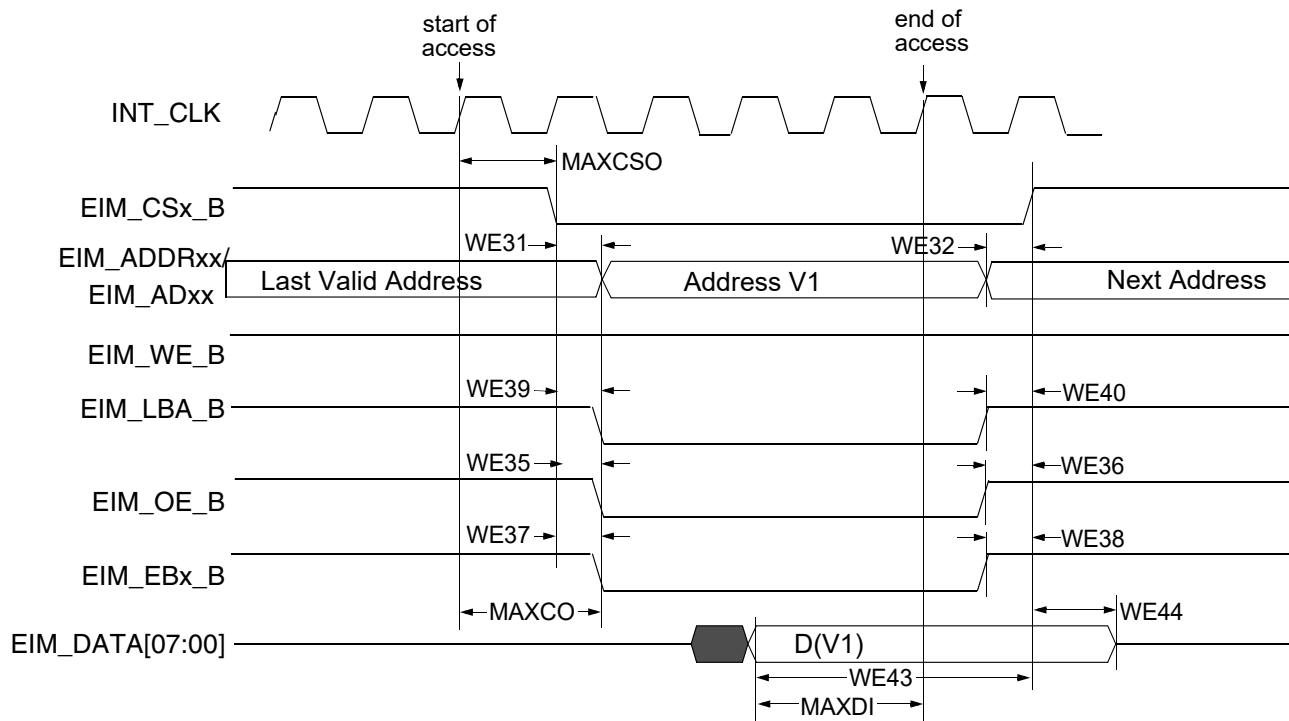 start of
access
end of
access
INT_CLK
MAXCSO
EIM_CSx_B
WE31
WE32
EIM_ADDRxx/
EIM_ADxx
Last Valid Address
Address V1
Next Address
EIM_WE_B
WE39
WE40
EIM_LBA_B
WE35
WE36
EIM_OE_B
WE37
WE38
EIM_EBx_B
MAXCO
WE44
EIM_DATA[07:00]
D(V1)
WE43
MAXDI